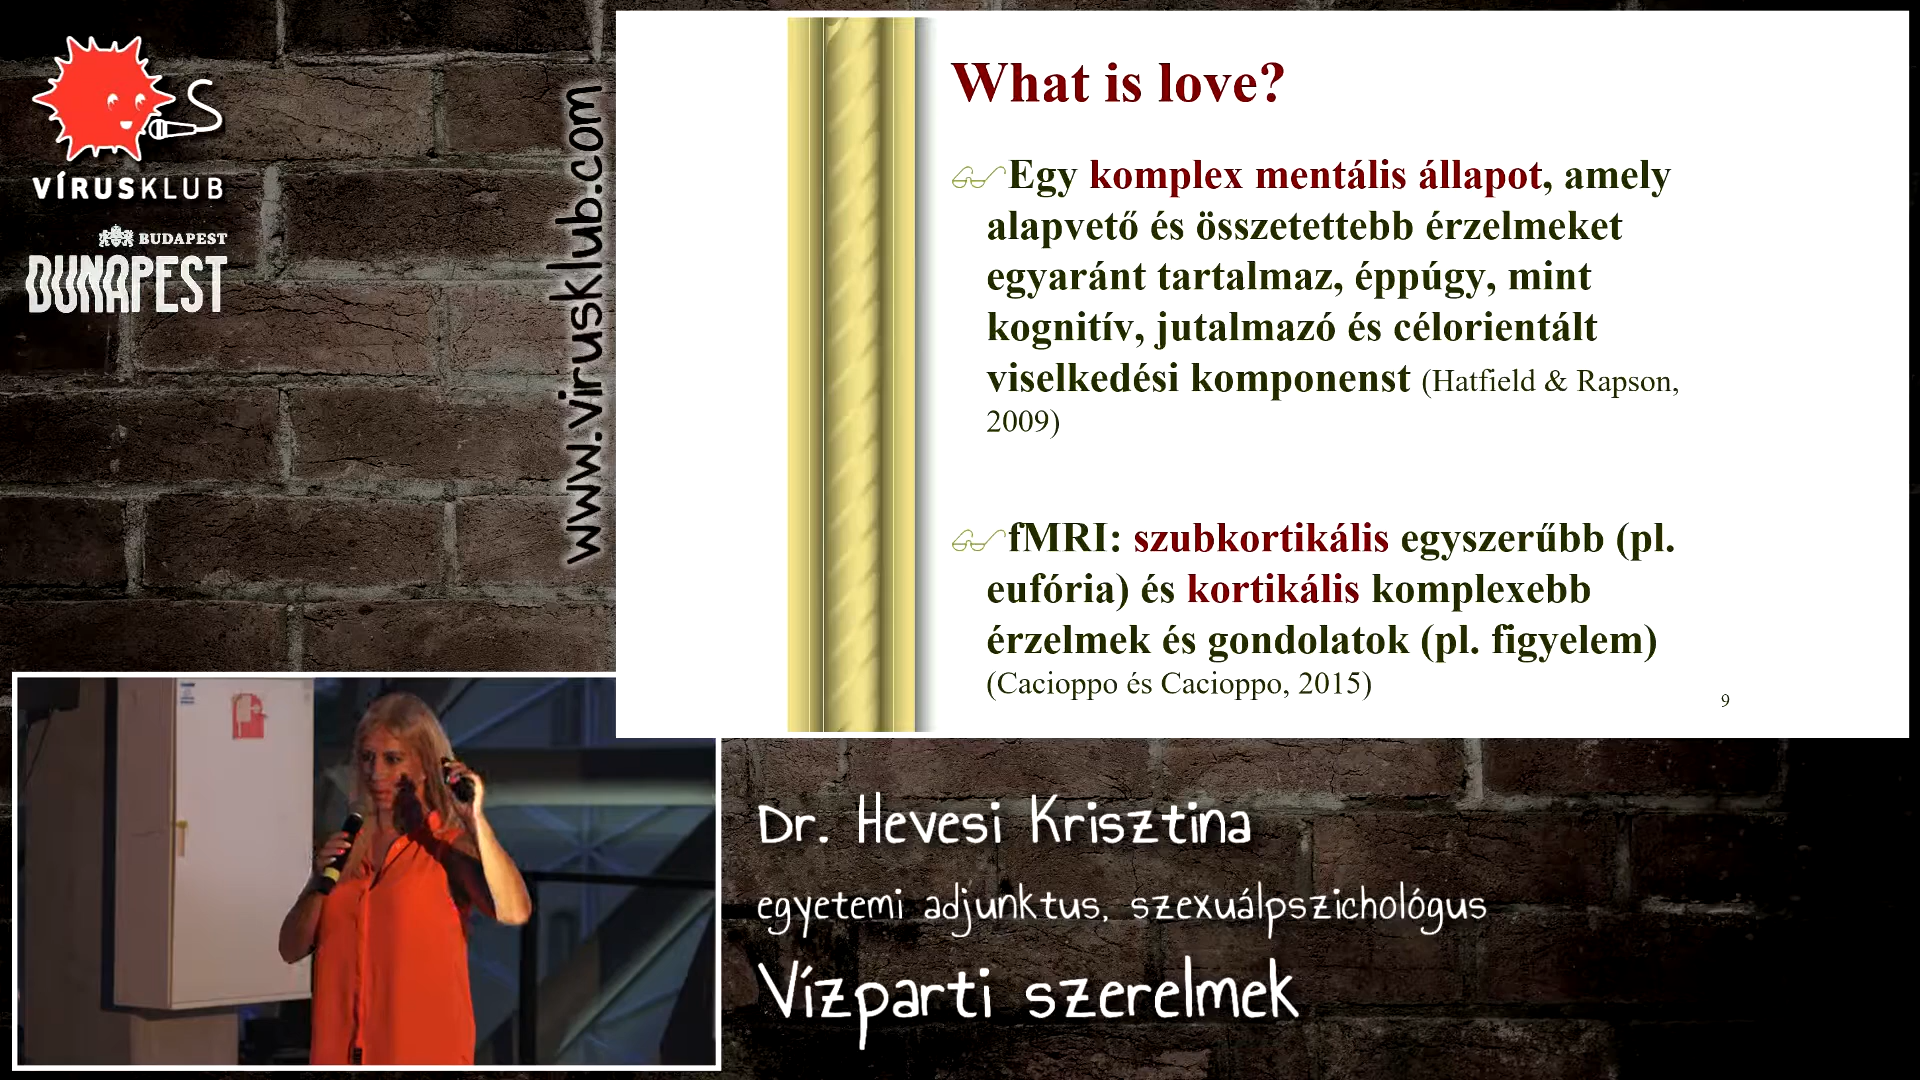 VÍRUSKLUB
BUDAPEST
DUNAPEST
www.virusklub.com
What is love?
Egy komplex mentális állapot, amely
alapvető és összetettebb érzelmeket
egyaránt tartalmaz, éppúgy, mint
kognitív, jutalmazó és célorientált
viselkedési komponenst (Hatfield & Rapson,
2009)
fMRI: szubkortikális egyszerűbb (pl.
eufória) és kortikális komplexebb
érzelmek és gondolatok (pl. figyelem)
(Cacioppo és Cacioppo, 2015)
9
Dr. Hevesi Krisztina
egyetemi adjunktus, szexuálpszichológus
Vízparti szerelmek